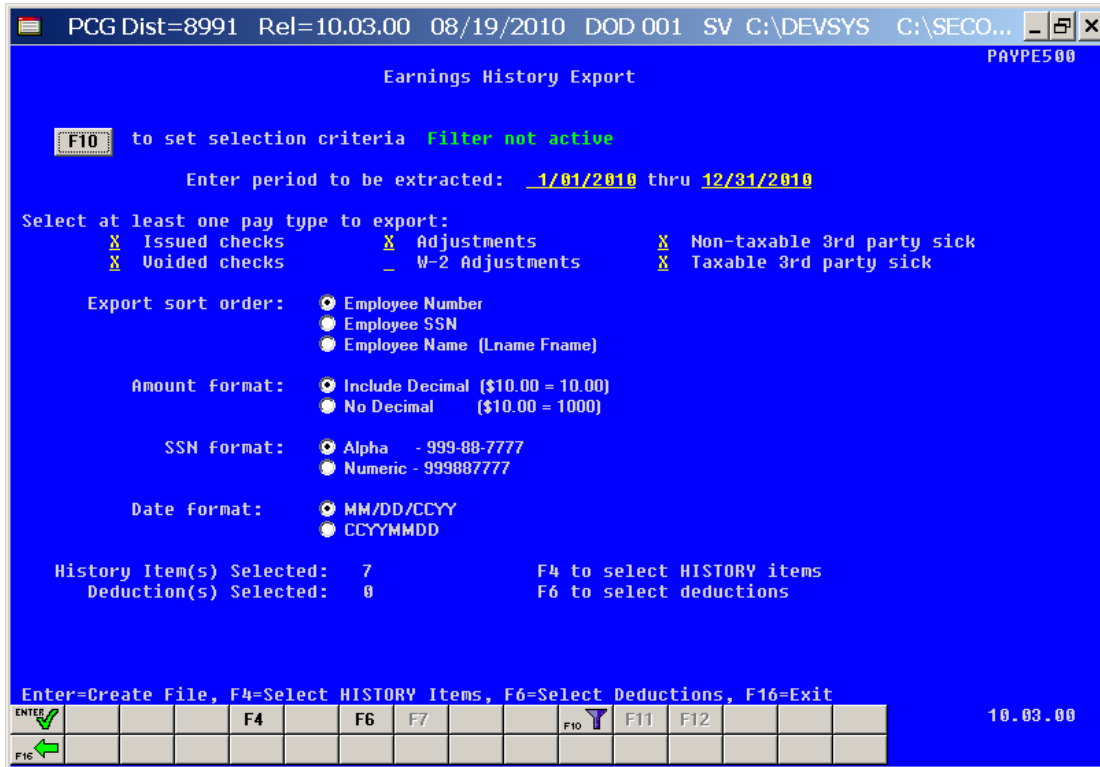 PCG Dist=8991 Rel=10.03.00 08/19/2010 DOD 001 SV C:\DEVSYS C:\SECO...
PAYPE500
Earnings History Export
F10 to set selection criteria Filter not active
Enter period to be extracted: 1/01/2010 thru 12/31/2010
Select at least one pay type to export:
X Issued checks X Adjustments X Non-taxable 3rd party sick
X Voided checks _ W-2 Adjustments X Taxable 3rd party sick
Export sort order: Employee Number
Employee SSN
Employee Name (Lname Fname)
Amount format: Include Decimal ($10.00 = 10.00)
No Decimal ($10.00 = 1000)
SSN format: Alpha - 999-88-7777
Numeric - 999887777
Date format: MM/DD/CCYY
CCYYMMDD
History Item(s) Selected: 7 F4 to select HISTORY items
Deduction(s) Selected: 0 F6 to select deductions
Enter=Create File, F4=Select HISTORY Items, F6=Select Deductions, F16=Exit
ENTER F4 F6 F7 F10 F11 F12 10.03.00
F16